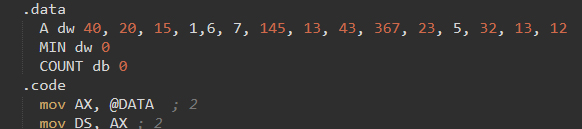 .data
A dw 40, 20, 15, 1,6, 7, 145, 13, 43, 367, 23, 5, 32, 13, 12
MIN dw 0
COUNT db 0
.code
mov AX, @DATA ; 2
mov DS, AX ; 2